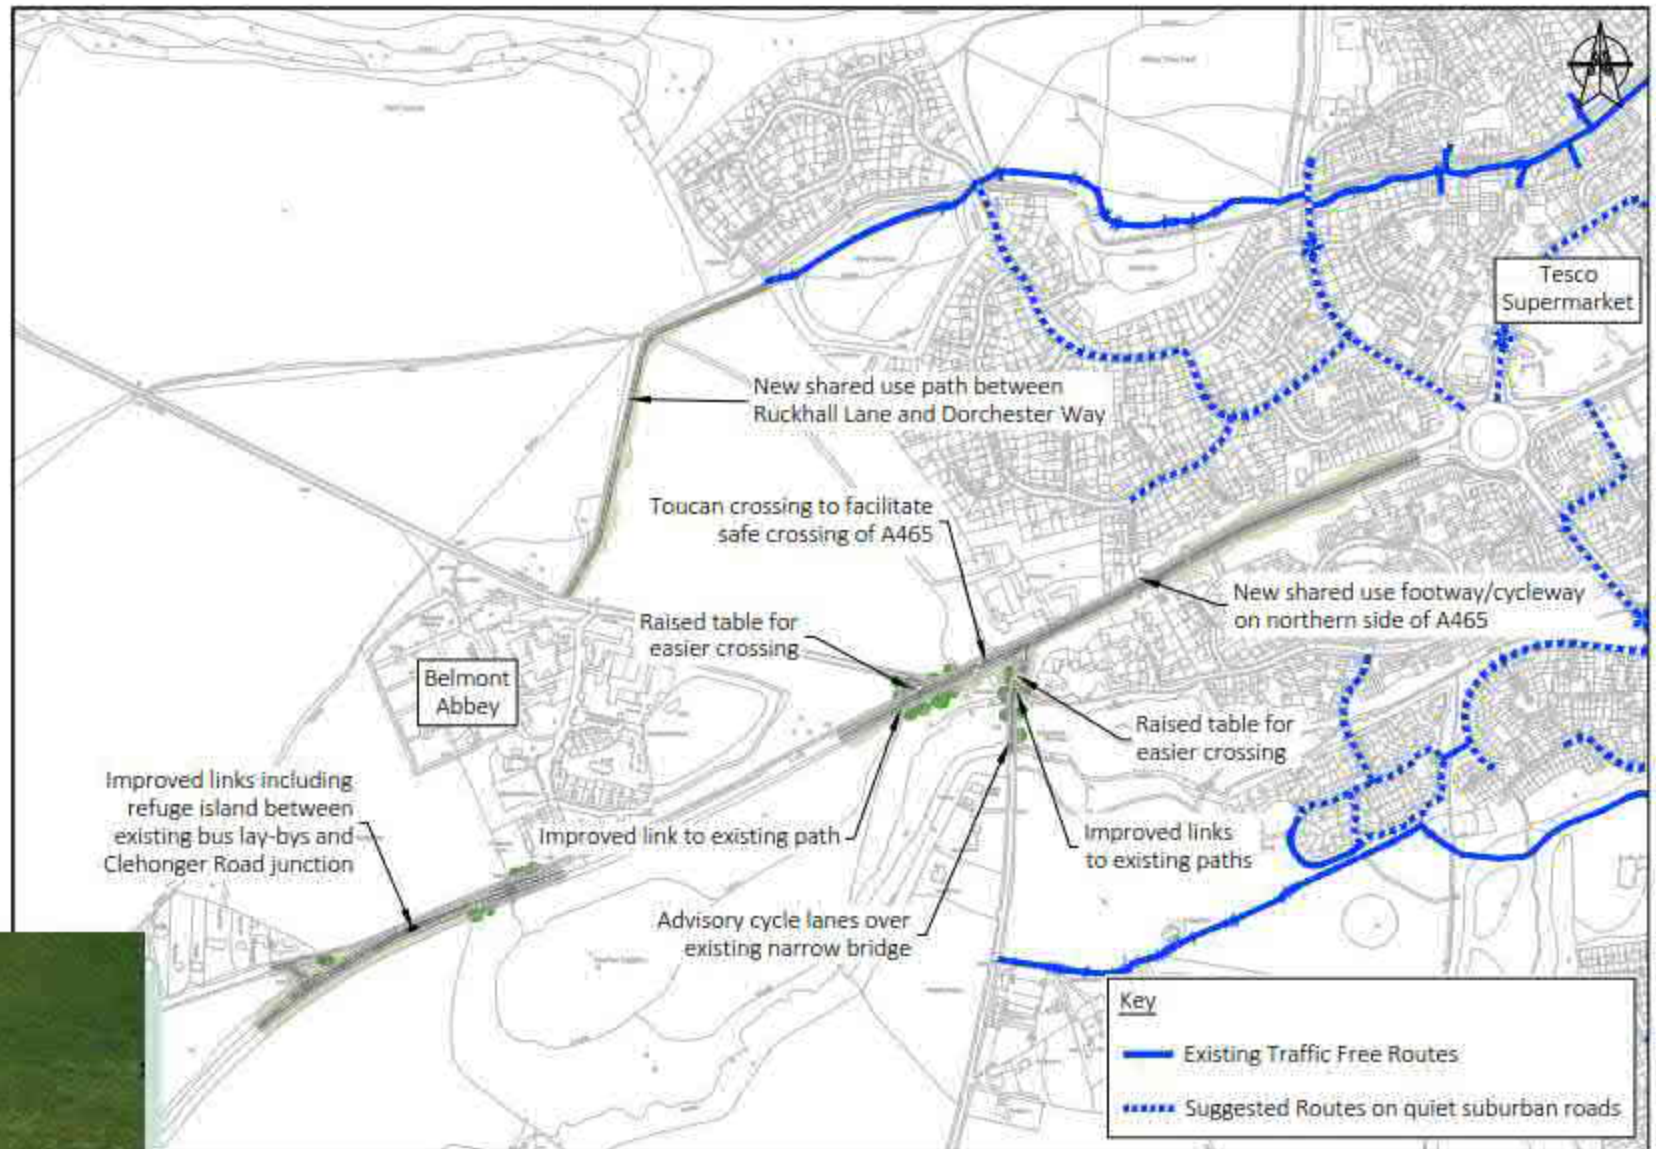 Tesco
Supermarket
New shared use path between
Ruckhall Lane and Dorchester Way
Toucan crossing to facilitate
safe crossing of A465
New shared use footway/cycleway
on northern side of A465
Raised table for
easier crossing
Belmont
Abbey
Raised table for
easier crossing
Improved links including
refuge island between
existing bus lay-bys and
Clehonger Road junction
Improved link to existing path
Improved links
to existing paths
Advisory cycle lanes over
existing narrow bridge
Key
Existing Traffic Free Routes
Suggested Routes on quiet suburban roads